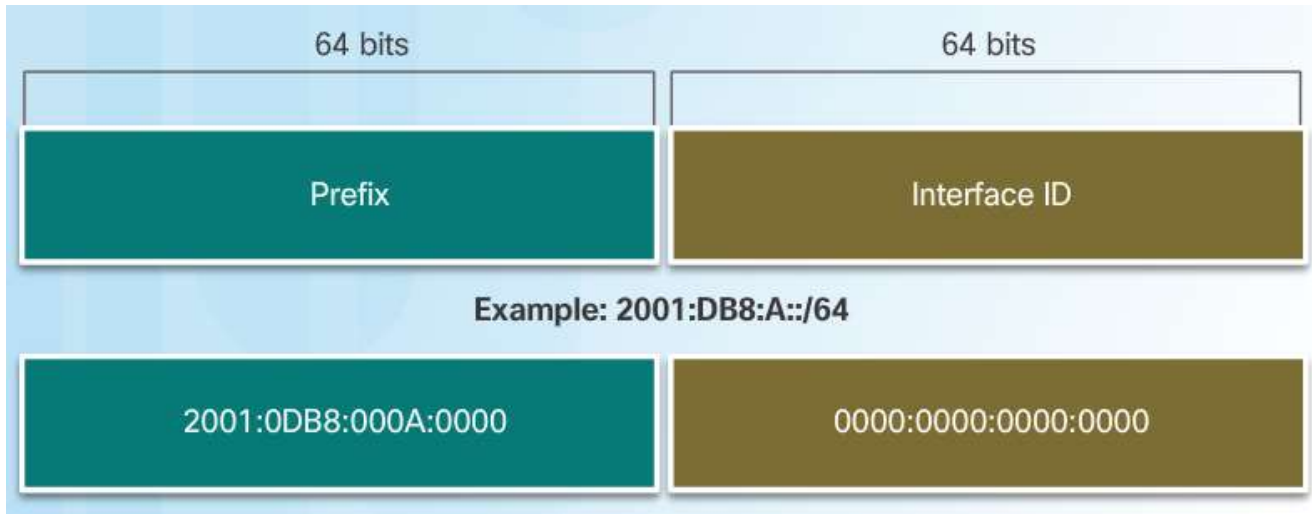 64 bits 64 bits
Prefix Interface ID
Example: 2001:DB8:A::/64
2001:0DB8:000A:0000 0000:0000:0000:0000